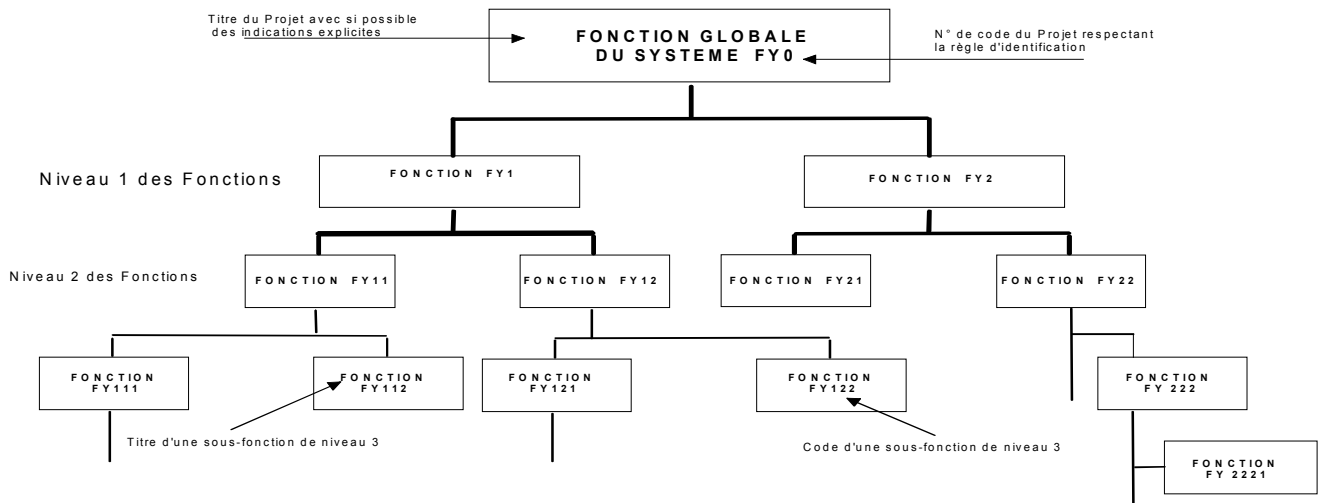 Titre du Projet avec si possible
des indications explicites
FONCTION GLOBALE
DU SYSTEME FY0
N° de code du Projet respectant
la règle d'identification
Niveau 1 des Fonctions
FONCTION FY1
FONCTION FY2
Niveau 2 des Fonctions
FONCTION FY11
FONCTION FY12
FONCTION FY21
FONCTION FY22
FONCTION
FY111
FONCTION
FY112
FONCTION
FY121
FONCTION
FY122
FONCTION
FY 222
Titre d'une sous-fonction de niveau 3
Code d'une sous-fonction de niveau 3
FONCTION
FY 2221